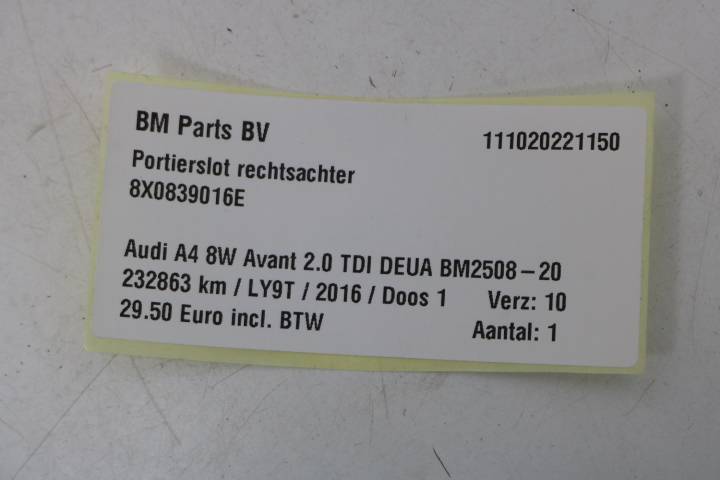 BM Parts BV 111020221150
Portierslot rechtsachter
8X0839016E
Audi A4 8W Avant 2.0 TDI DEUA BM2508-20
232863 km / LY9T / 2016 / Doos 1 Verz: 10
29.50 Euro incl. BTW Aantal: 1